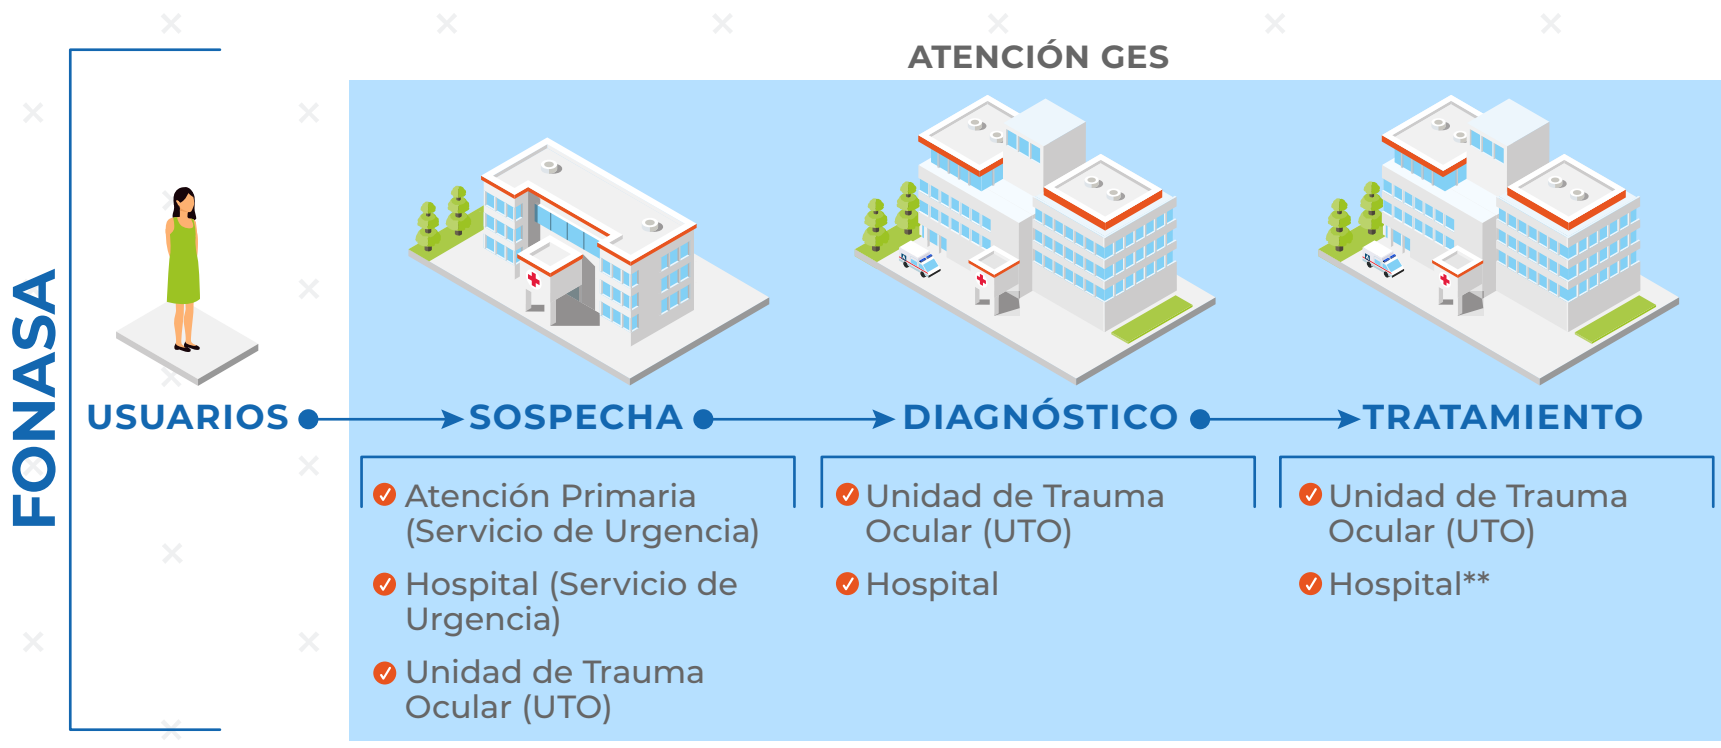 ATENCIÓN GES
FONASA
USUARIOS
SOSPECHA
DIAGNÓSTICO
TRATAMIENTO
Atención Primaria
(Servicio de Urgencia)
Hospital (Servicio de
Urgencia)
Unidad de Trauma
Ocular (UTO)
Unidad de Trauma
Ocular (UTO)
Hospital
Unidad de Trauma
Ocular (UTO)
Hospital**